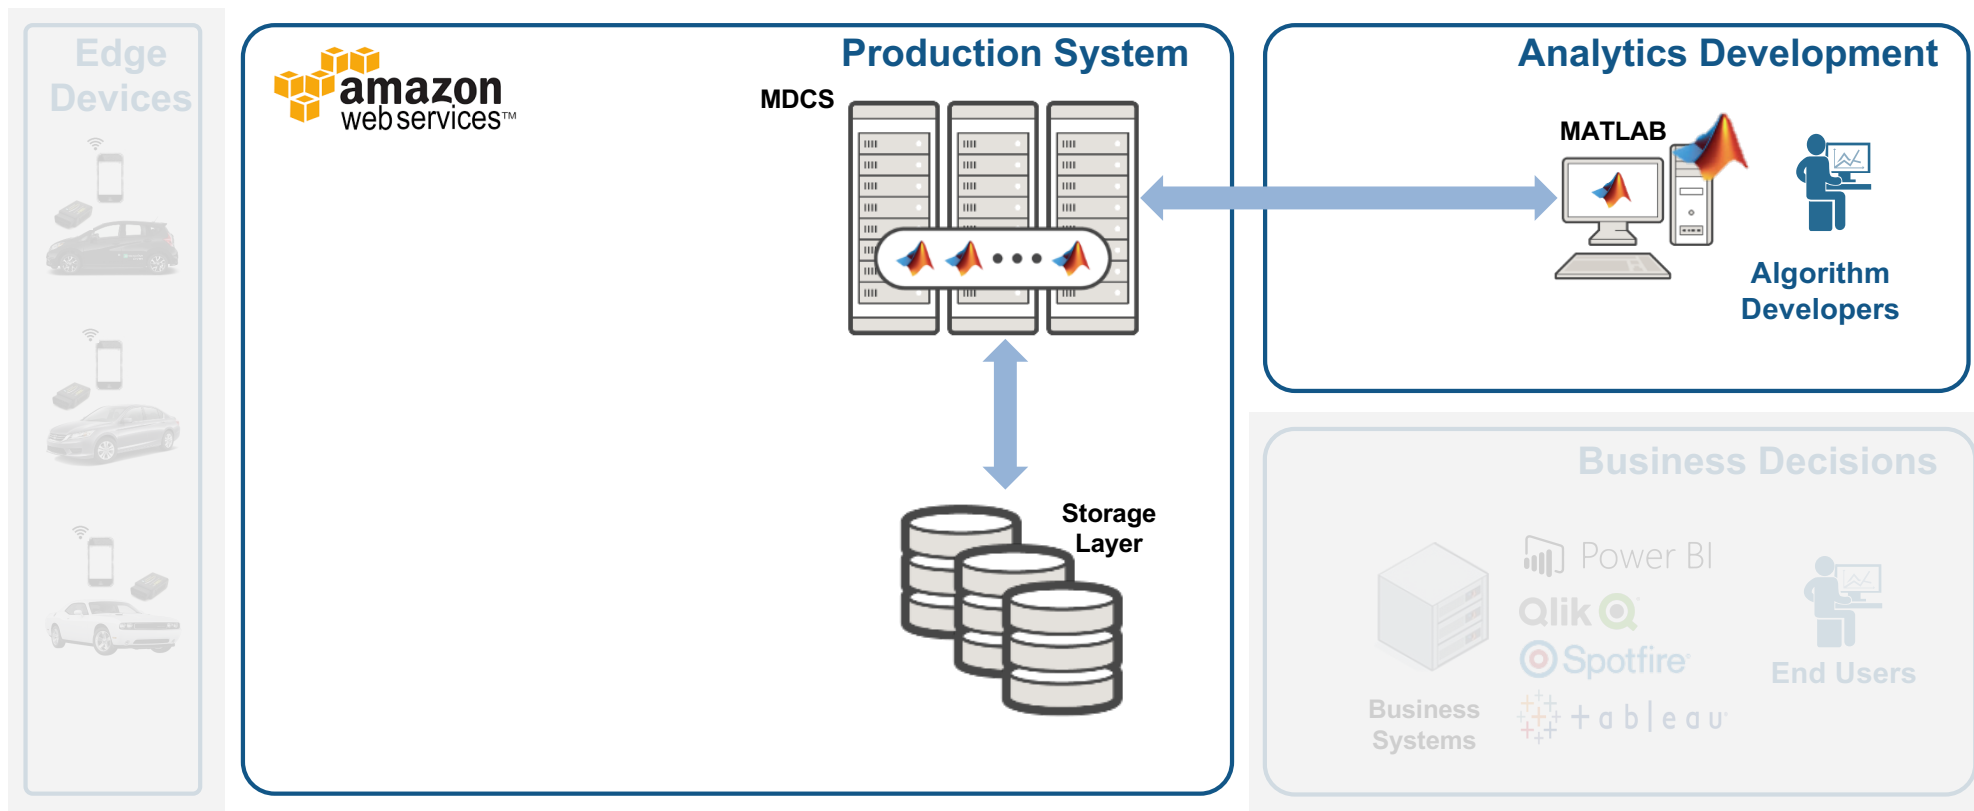 Edge
Devices
amazon
web services™
Production System
MDCS
Storage
Layer
Analytics Development
MATLAB
Algorithm
Developers
Business Decisions
Power BI
Qlik
Spotfire
+ a b l e a u
Business
Systems
End Users